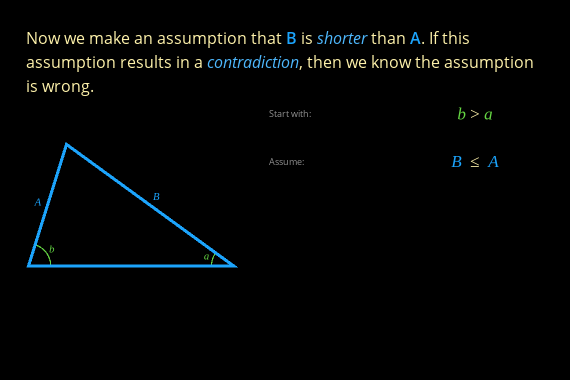 Now we make an assumption that B is shorter than A. If this
assumption results in a contradiction, then we know the assumption
is wrong.
Start with: b > a
Assume: B ≤ A
A
B
b
a